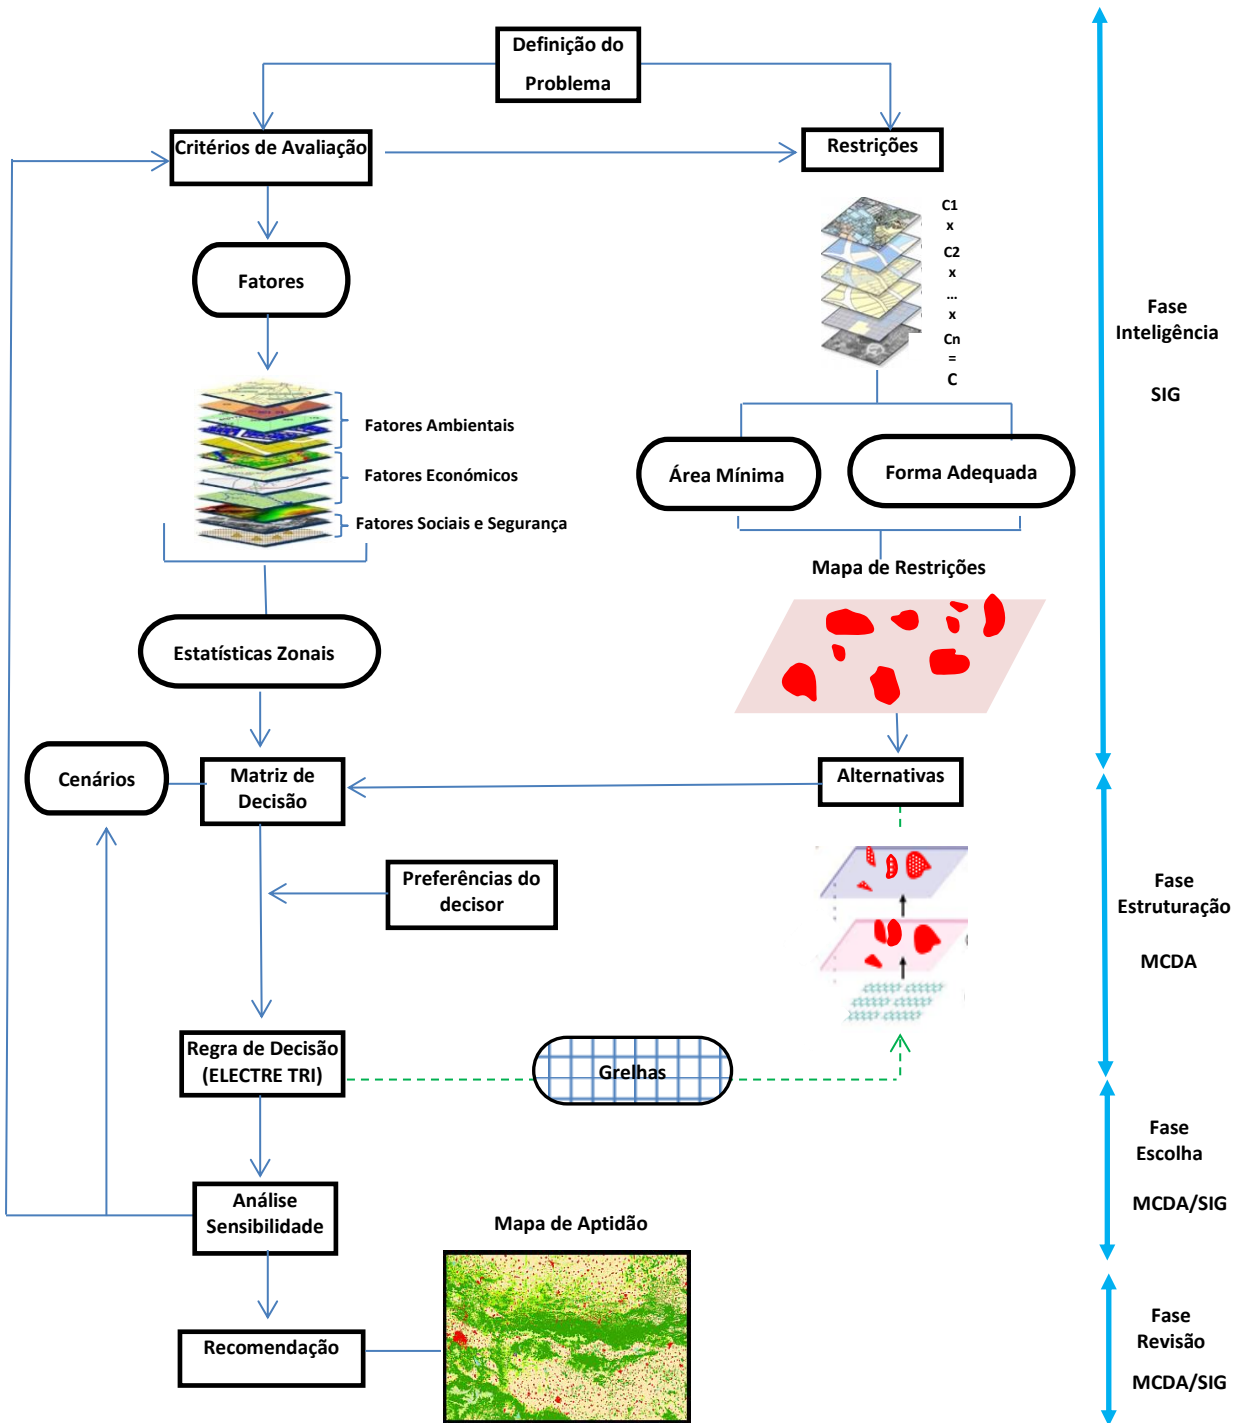 Definição do
Problema
Critérios de Avaliação
Restrições
C1
x
C2
x
...
x
Cn
=
C
Fatores
Fase
Inteligência
SIG
Fatores Ambientais
Fatores Económicos
Fatores Sociais e Segurança
Área Mínima
Forma Adequada
Mapa de Restrições
Estatísticas Zonais
Cenários
Matriz de
Decisão
Alternativas
Preferências do
decisor
Fase
Estruturação
MCDA
Regra de Decisão
(ELECTRE TRI)
Grelhas
Fase
Escolha
MCDA/SIG
Análise
Sensibilidade
Mapa de Aptidão
Recomendação
Fase
Revisão
MCDA/SIG